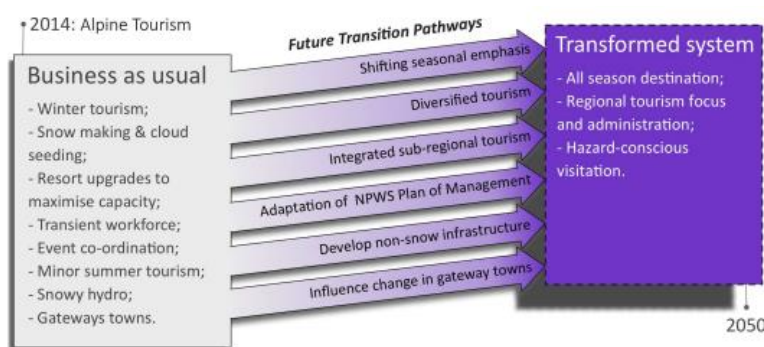 2014: Alpine Tourism
Business as usual
- Winter tourism;
- Snow making & cloud
seeding;
- Resort upgrades to
maximise capacity;
- Transient workforce;
- Event co-ordination;
- Minor summer tourism;
- Snowy hydro;
- Gateways towns.
Future Transition Pathways
Shifting seasonal emphasis
Diversified tourism
Integrated sub-regional tourism
Adaptation of NPWS Plan of Management
Develop non-snow infrastructure
Influence change in gateway towns
Transformed system
- All season destination;
- Regional tourism focus
and administration;
- Hazard-conscious
visitation.
2050